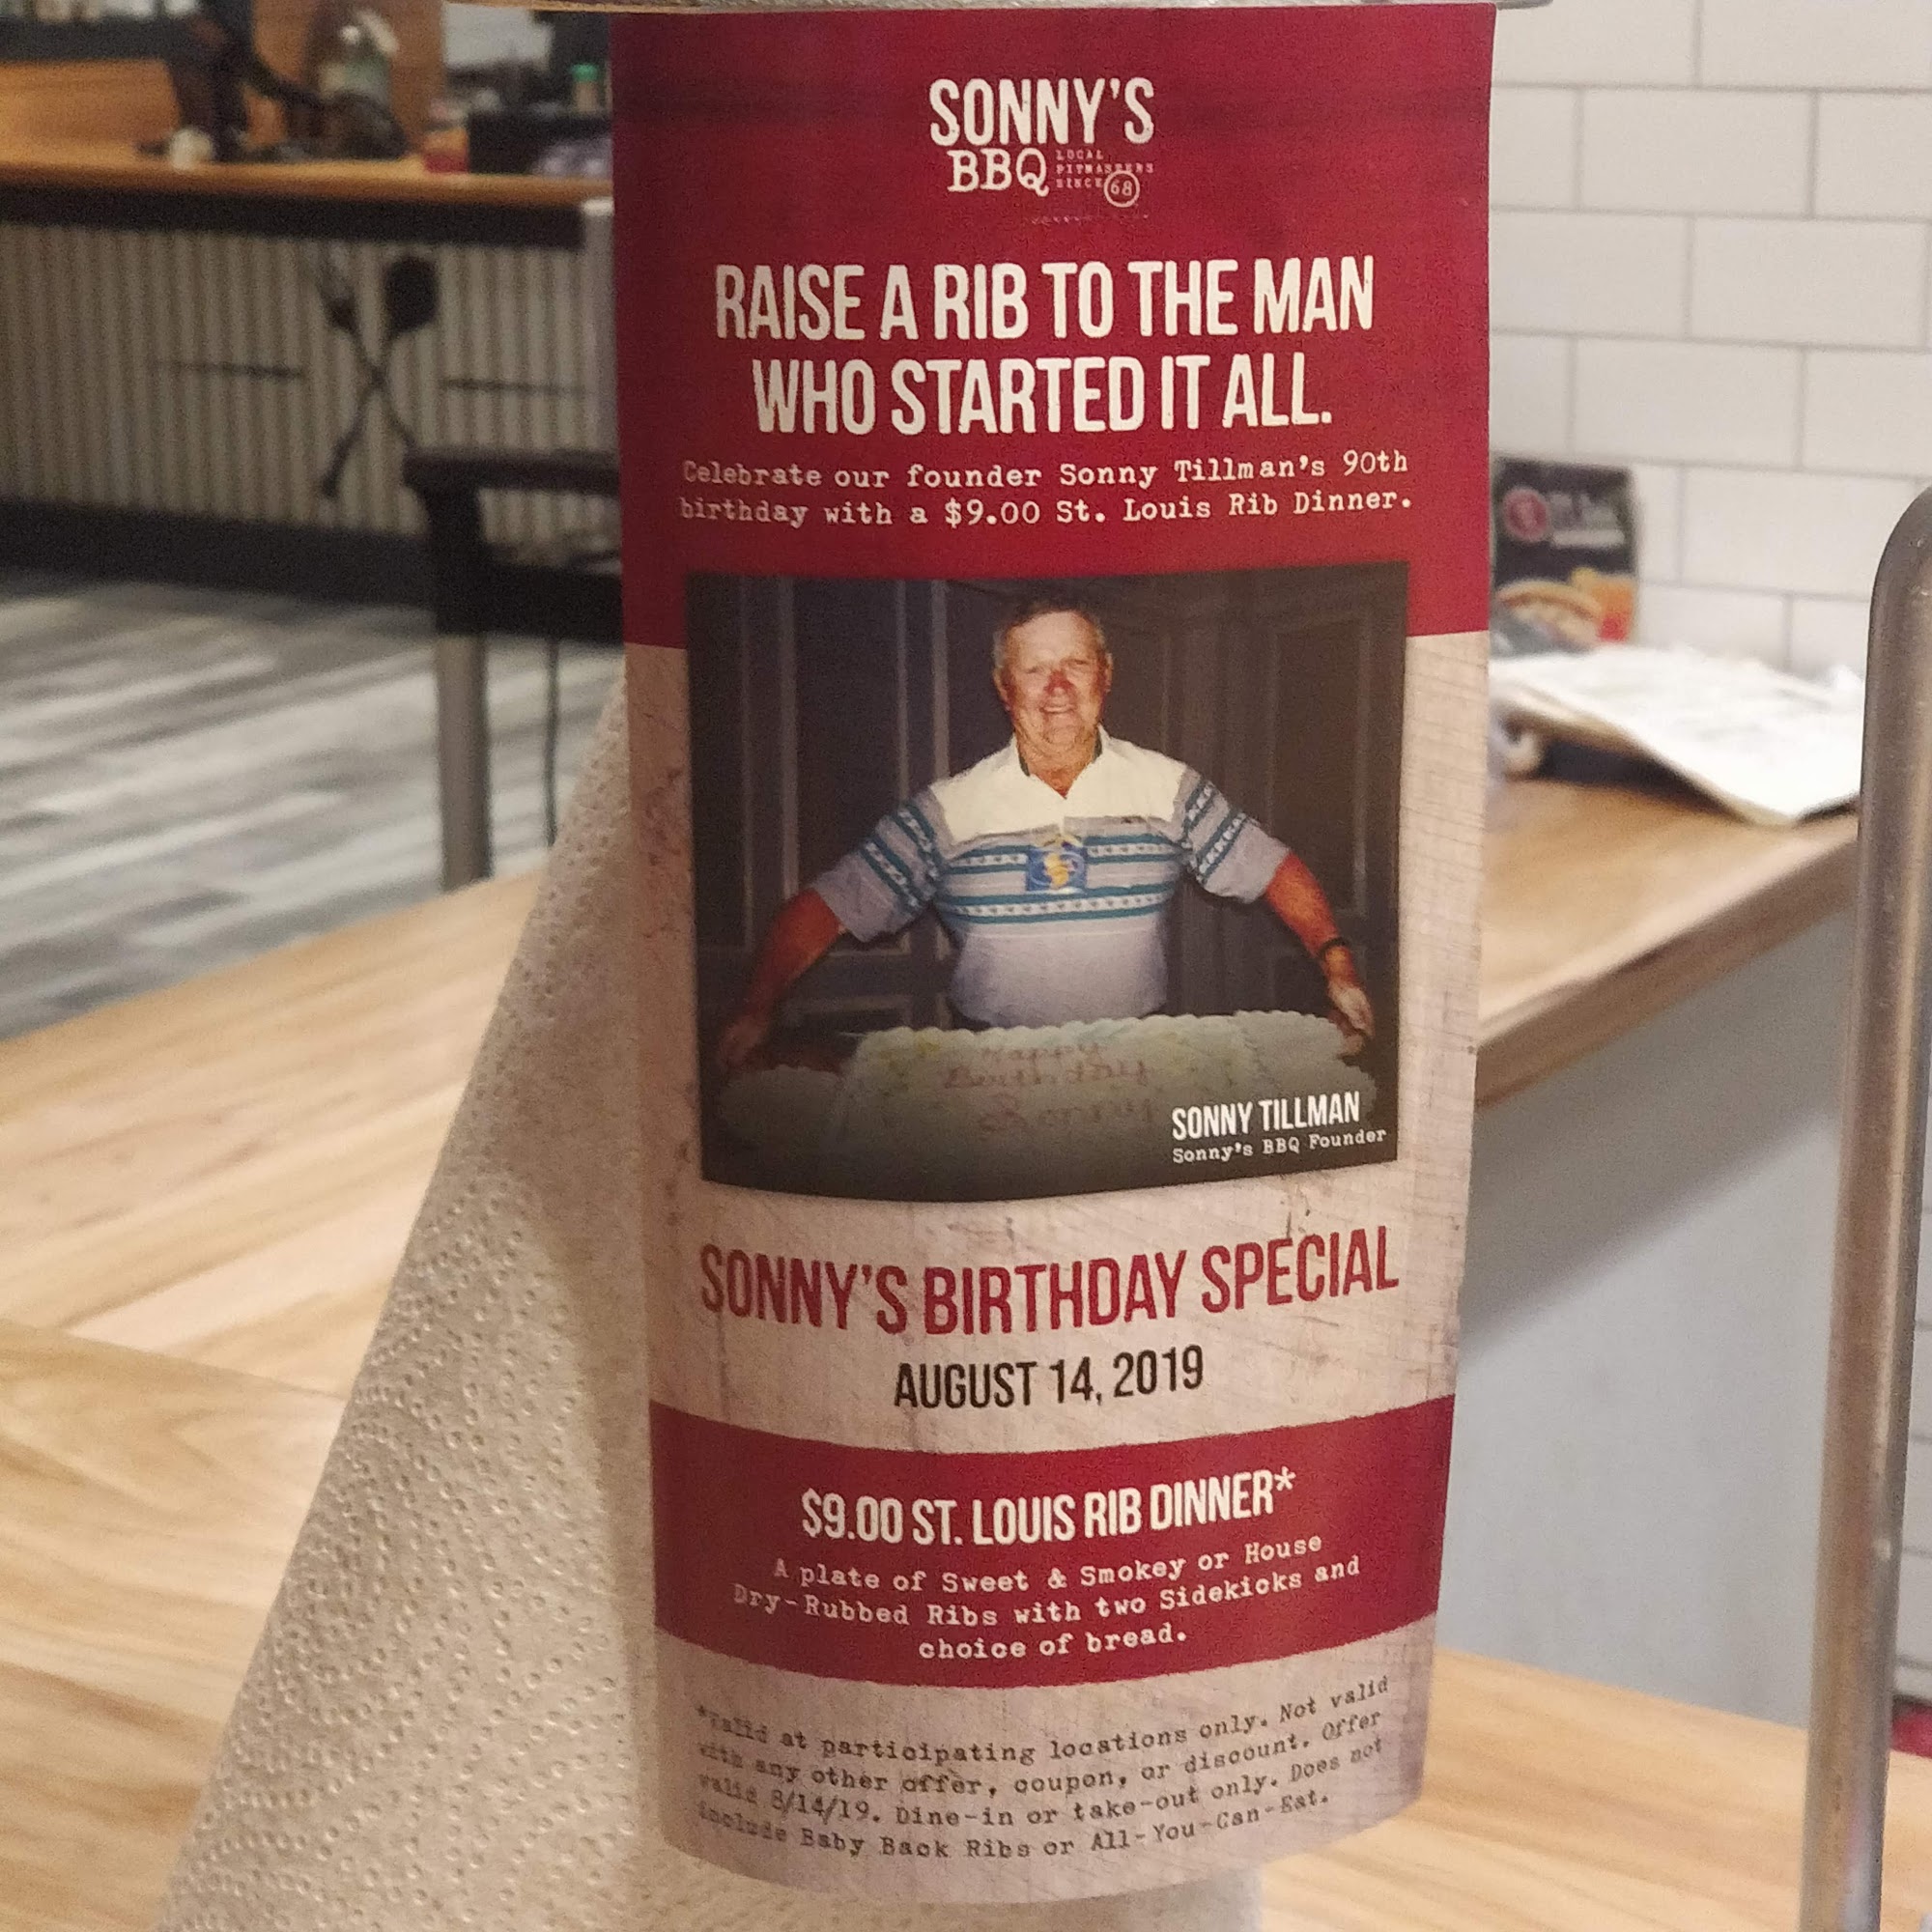 SONNY'S
BBQ
LOCAL
PITMASTERS
SINCE 68
RAISE A RIB TO THE MAN
WHO STARTED IT ALL.
Celebrate our founder Sonny Tillman's 90th
birthday with a $9.00 St. Louis Rib Dinner.
Happy
Birthday
Sonny
SONNY TILLMAN
Sonny's BBQ Founder
SONNY'S BIRTHDAY SPECIAL
AUGUST 14, 2019
$9.00 ST. LOUIS RIB DINNER*
A plate of Sweet & Smokey or House
Dry-Rubbed Ribs with two Sidekicks and
choice of bread.
*Valid at participating locations only. Not valid
with any other offer, coupon, or discount. Offer
valid 8/14/19. Dine-in or take-out only. Does not
include Baby Back Ribs or All-You-Can-Eat.